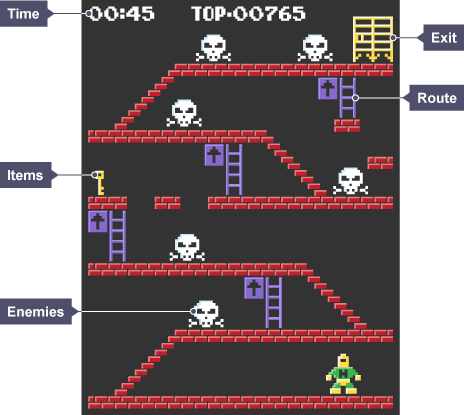 Time
00:45 TOP-00765
Exit
Route
Items
Enemies
H